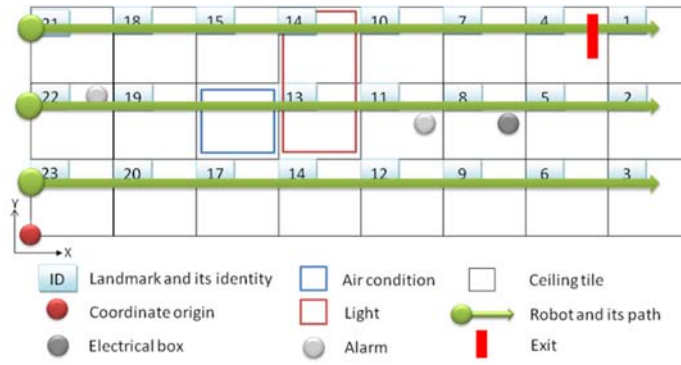 21 18 15 14 10 7 4 1
22 19 13 11 8 5 2
23 20 17 14 12 9 6 3
Y
X
ID Landmark and its identity Air condition Ceiling tile
Coordinate origin Light Robot and its path
Electrical box Alarm Exit